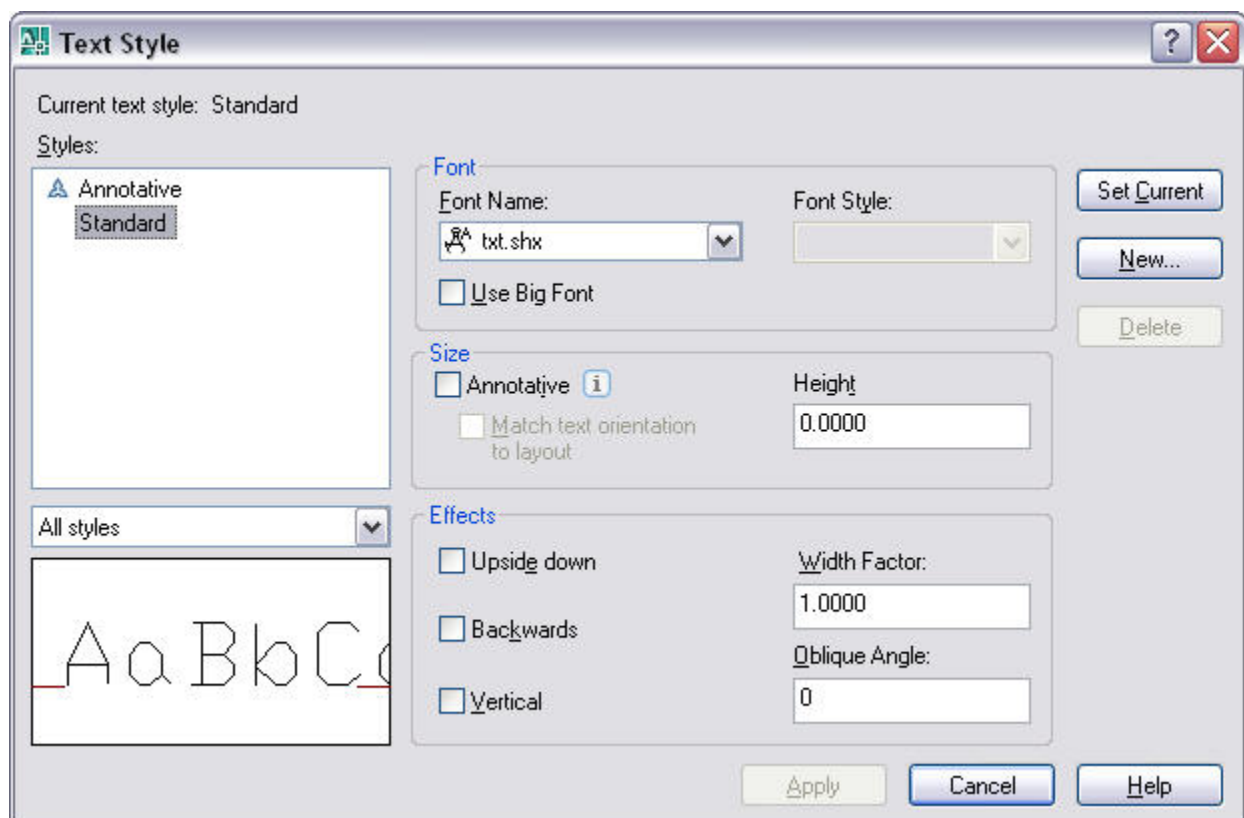 Text Style
Current text style: Standard
Styles:
Annotative
Standard
All styles
AaBbC
Font
Font Name:
txt.shx
Use Big Font
Font Style:
Size
Annotative
Match text orientation
to layout
Height
0.0000
Effects
Upside down
Backwards
Vertical
Width Factor:
1.0000
Oblique Angle:
0
Set Current
New...
Delete
Apply
Cancel
Help